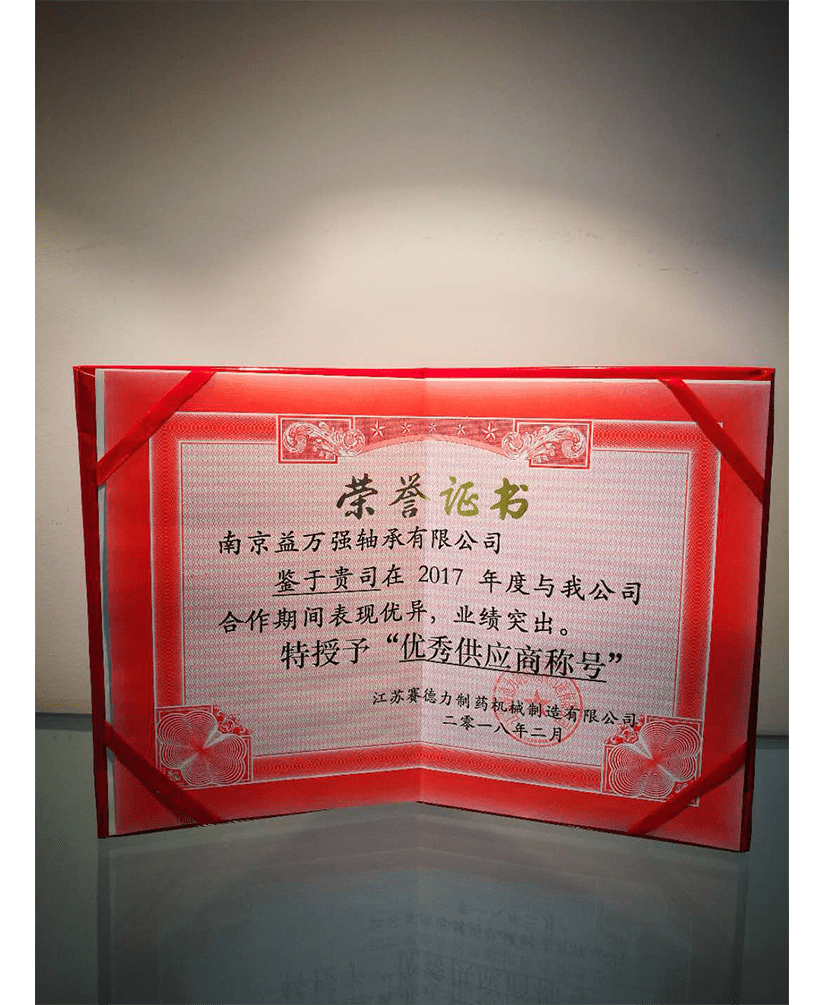 荣誉证书
南京益万强轴承有限公司
鉴于贵司在 2017 年度与我公司
合作期间表现优异，业绩突出。
特授予“优秀供应商称号”
江苏赛德力制药机械制造有限公司
二零一八年二月